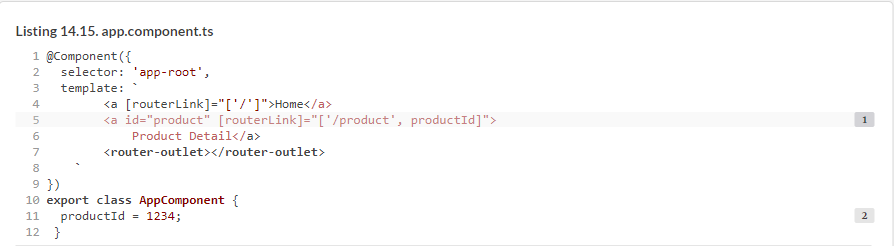 Listing 14.15. app.component.ts
1 @Component({
2   selector: 'app-root',
3   template: `
4         <a [routerLink]="['/']">Home</a>
5         <a id="product" [routerLink]="['/product', productId]"> 1
6             Product Detail</a>
7         <router-outlet></router-outlet>
8     `
9 })
10 export class AppComponent {
11   productId = 1234; 2
12  }